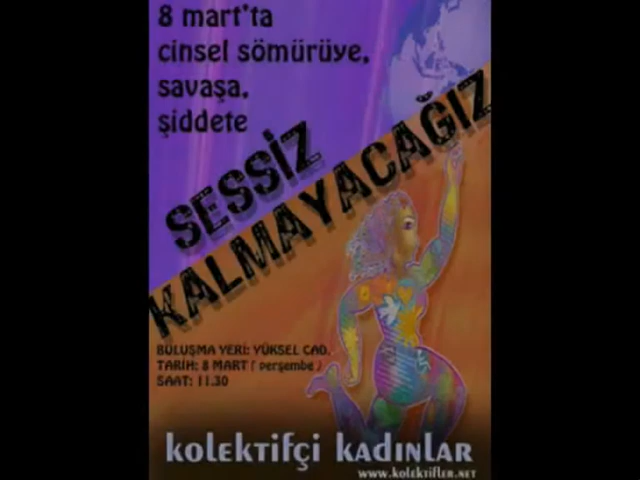 8 mart'ta
cinsel sömürüye,
savaşa,
şiddete
SESSİZ
KALMAYACAĞIZ
BULUŞMA YERİ: YÜKSEL CAD.
TARİH: 8 MART ( perşembe )
SAAT: 11.30
kolektifçi kadınlar
www.kolektifler.net